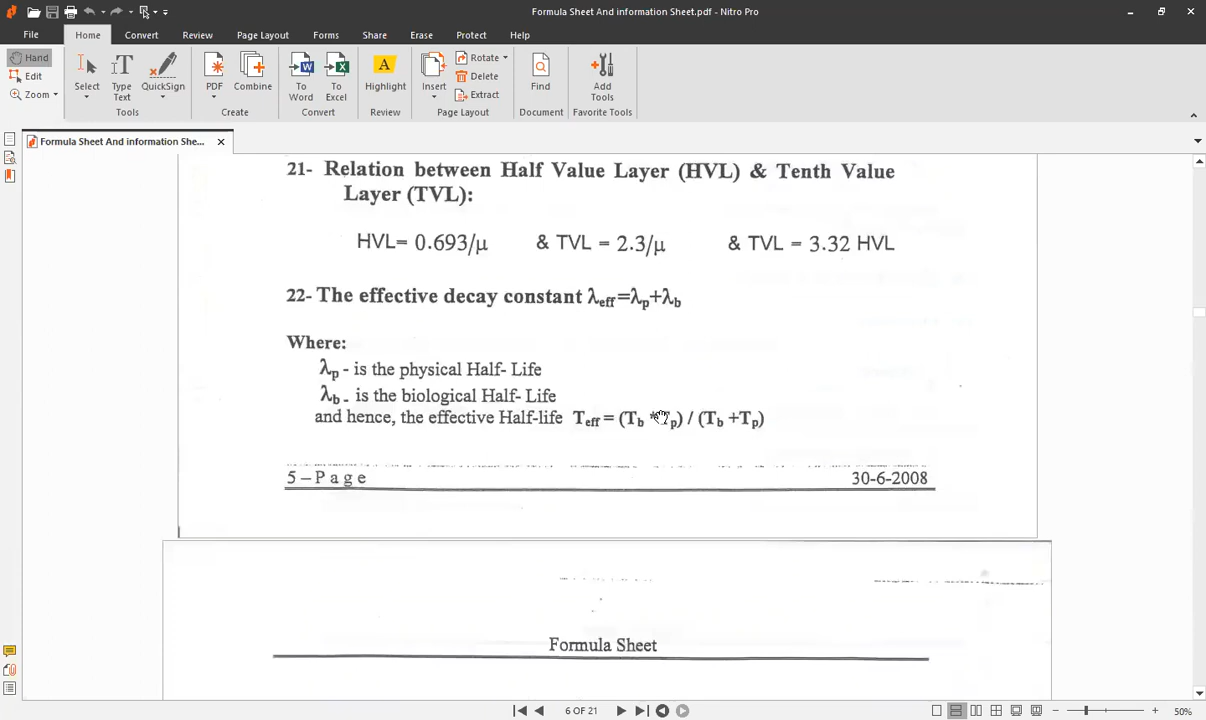 Formula Sheet And information Sheet.pdf - Nitro Pro
File Home Convert Review Page Layout Forms Share Erase Protect Help
Hand
Edit
Zoom
Select
Type Text
QuickSign
Tools
PDF
Combine
Create
To Word
To Excel
Convert
Highlight
Review
Insert
Rotate
Delete
Extract
Page Layout
Find
Document
Add Tools
Favorite Tools
Formula Sheet And information She...
21- Relation between Half Value Layer (HVL) & Tenth Value
Layer (TVL):
HVL= 0.693/μ & TVL = 2.3/μ & TVL = 3.32 HVL
22- The effective decay constant λeff=λp+λb
Where:
λp - is the physical Half- Life
λb - is the biological Half- Life
and hence, the effective Half-life Teff = (Tb *Tp) / (Tb +Tp)
5 – P a g e 30-6-2008
Formula Sheet
6 OF 21
50%